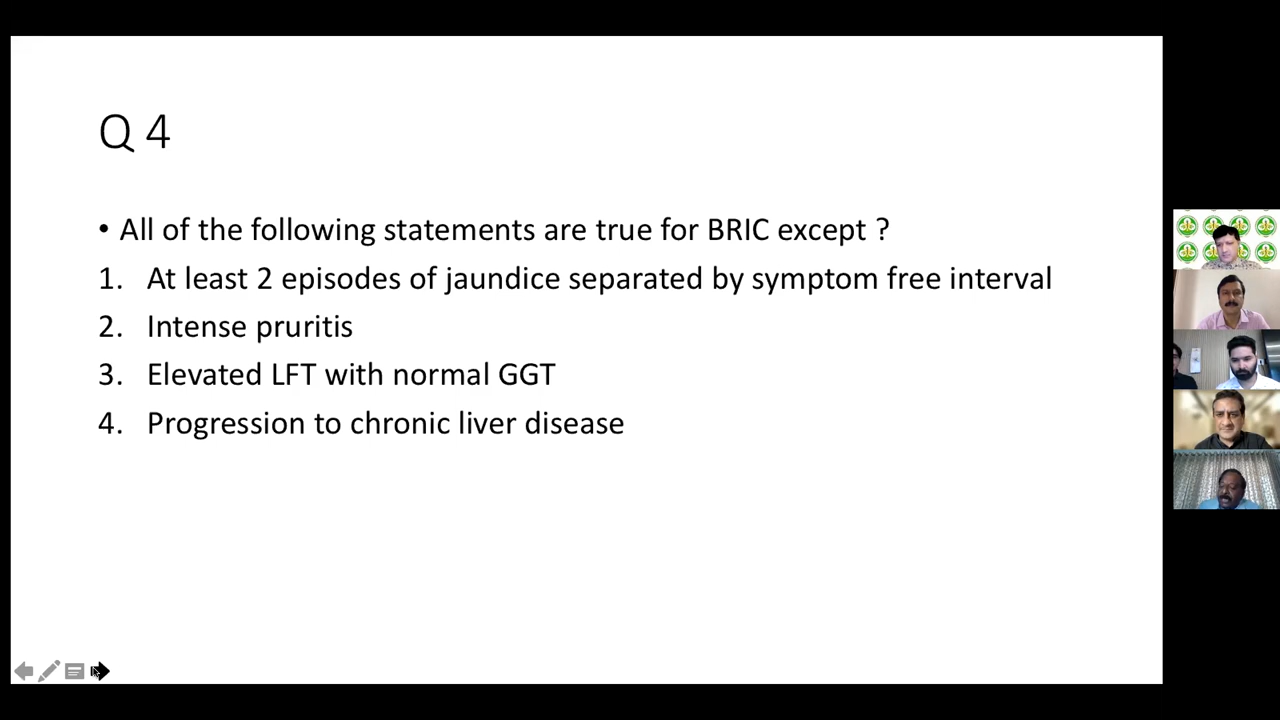 Q 4
• All of the following statements are true for BRIC except ?
1. At least 2 episodes of jaundice separated by symptom free interval
2. Intense pruritis
3. Elevated LFT with normal GGT
4. Progression to chronic liver disease